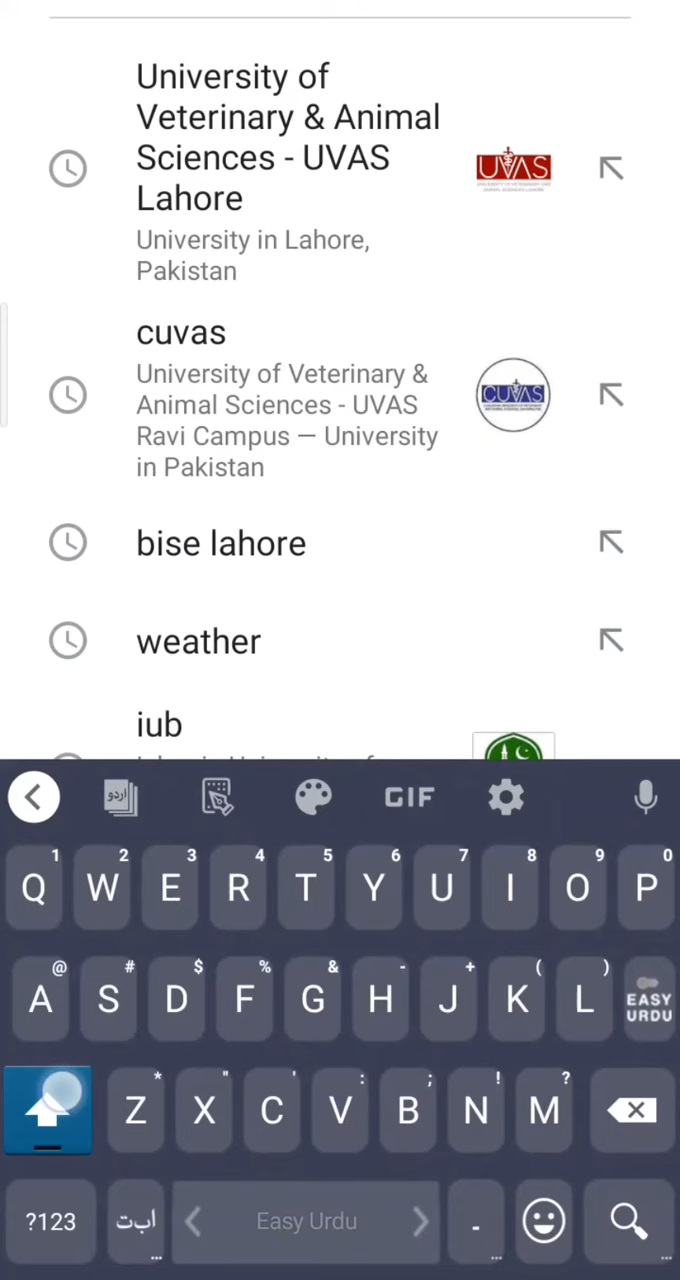 University of
Veterinary & Animal
Sciences - UVAS
Lahore
University in Lahore,
Pakistan
UVAS
cuvas
University of Veterinary &
Animal Sciences - UVAS
Ravi Campus — University
in Pakistan
CUVAS
bise lahore
weather
iub
اردو
GIF
1 2 3 4 5 6 7 8 9 0
Q W E R T Y U I O P
@ # $ % & - + ( )
A S D F G H J K L
EASY
URDU
* " ' : ; ! ?
Z X C V B N M
?123 ابت Easy Urdu -